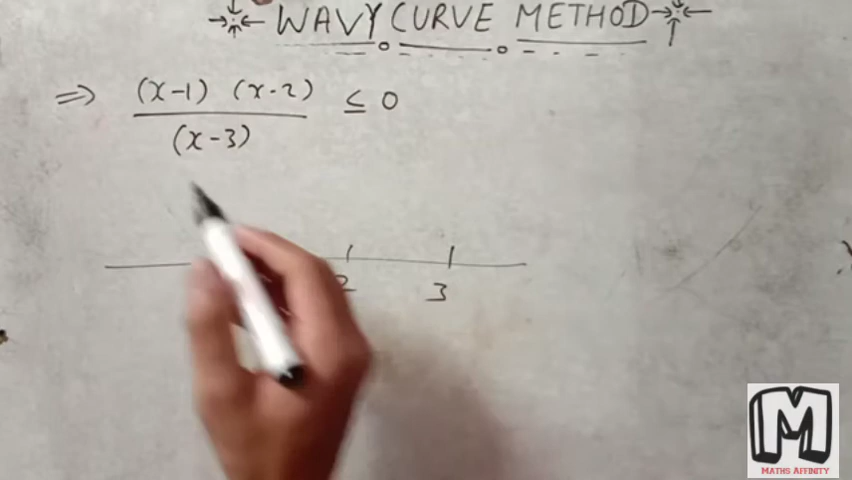 WAVY CURVE METHOD
⇒ (x-1) (x-2) / (x-3) ≤ 0
2 3
M
MATHS AFFINITY